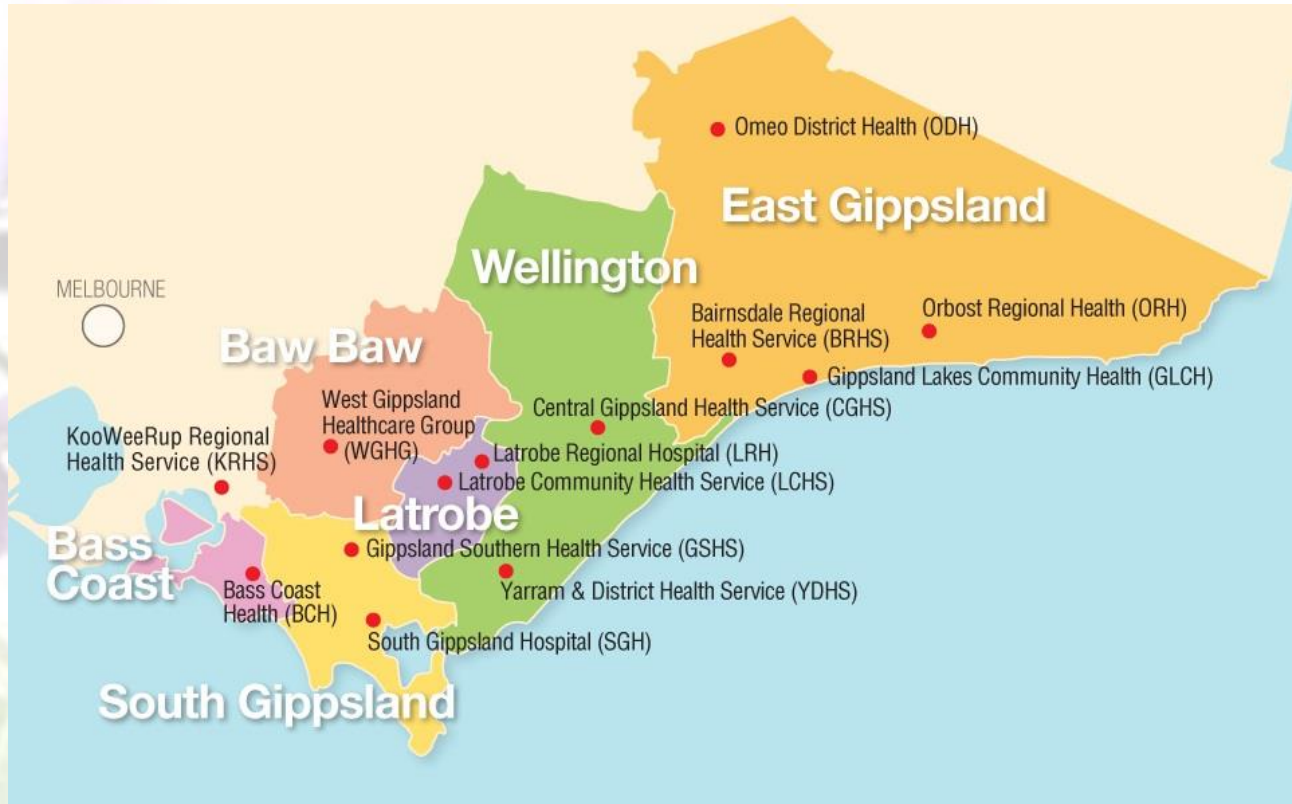 Omeo District Health (ODH)
East Gippsland
Wellington
MELBOURNE
Bairnsdale Regional
Health Service (BRHS)
Orbost Regional Health (ORH)
Baw Baw
Gippsland Lakes Community Health (GLCH)
West Gippsland
Healthcare Group
(WGHG)
Central Gippsland Health Service (CGHS)
KooWeeRup Regional
Health Service (KRHS)
Latrobe Regional Hospital (LRH)
Latrobe Community Health Service (LCHS)
Latrobe
Bass
Coast
Gippsland Southern Health Service (GSHS)
Bass Coast
Health (BCH)
Yarram & District Health Service (YDHS)
South Gippsland Hospital (SGH)
South Gippsland